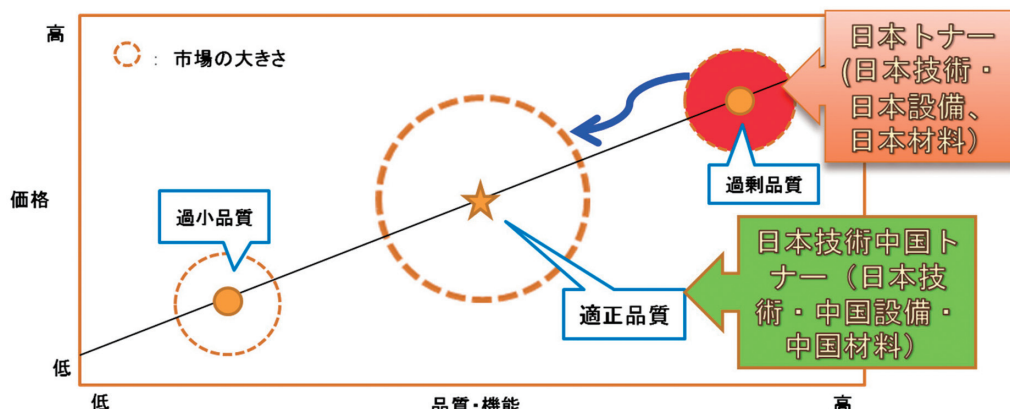 高
： 市場の大きさ
日本トナー
(日本技術・
日本設備、
日本材料）
過剰品質
価格
過小品質
日本技術中国ト
ナー（日本技
術・中国設備・
中国材料）
適正品質
低
低
品質・機能
高